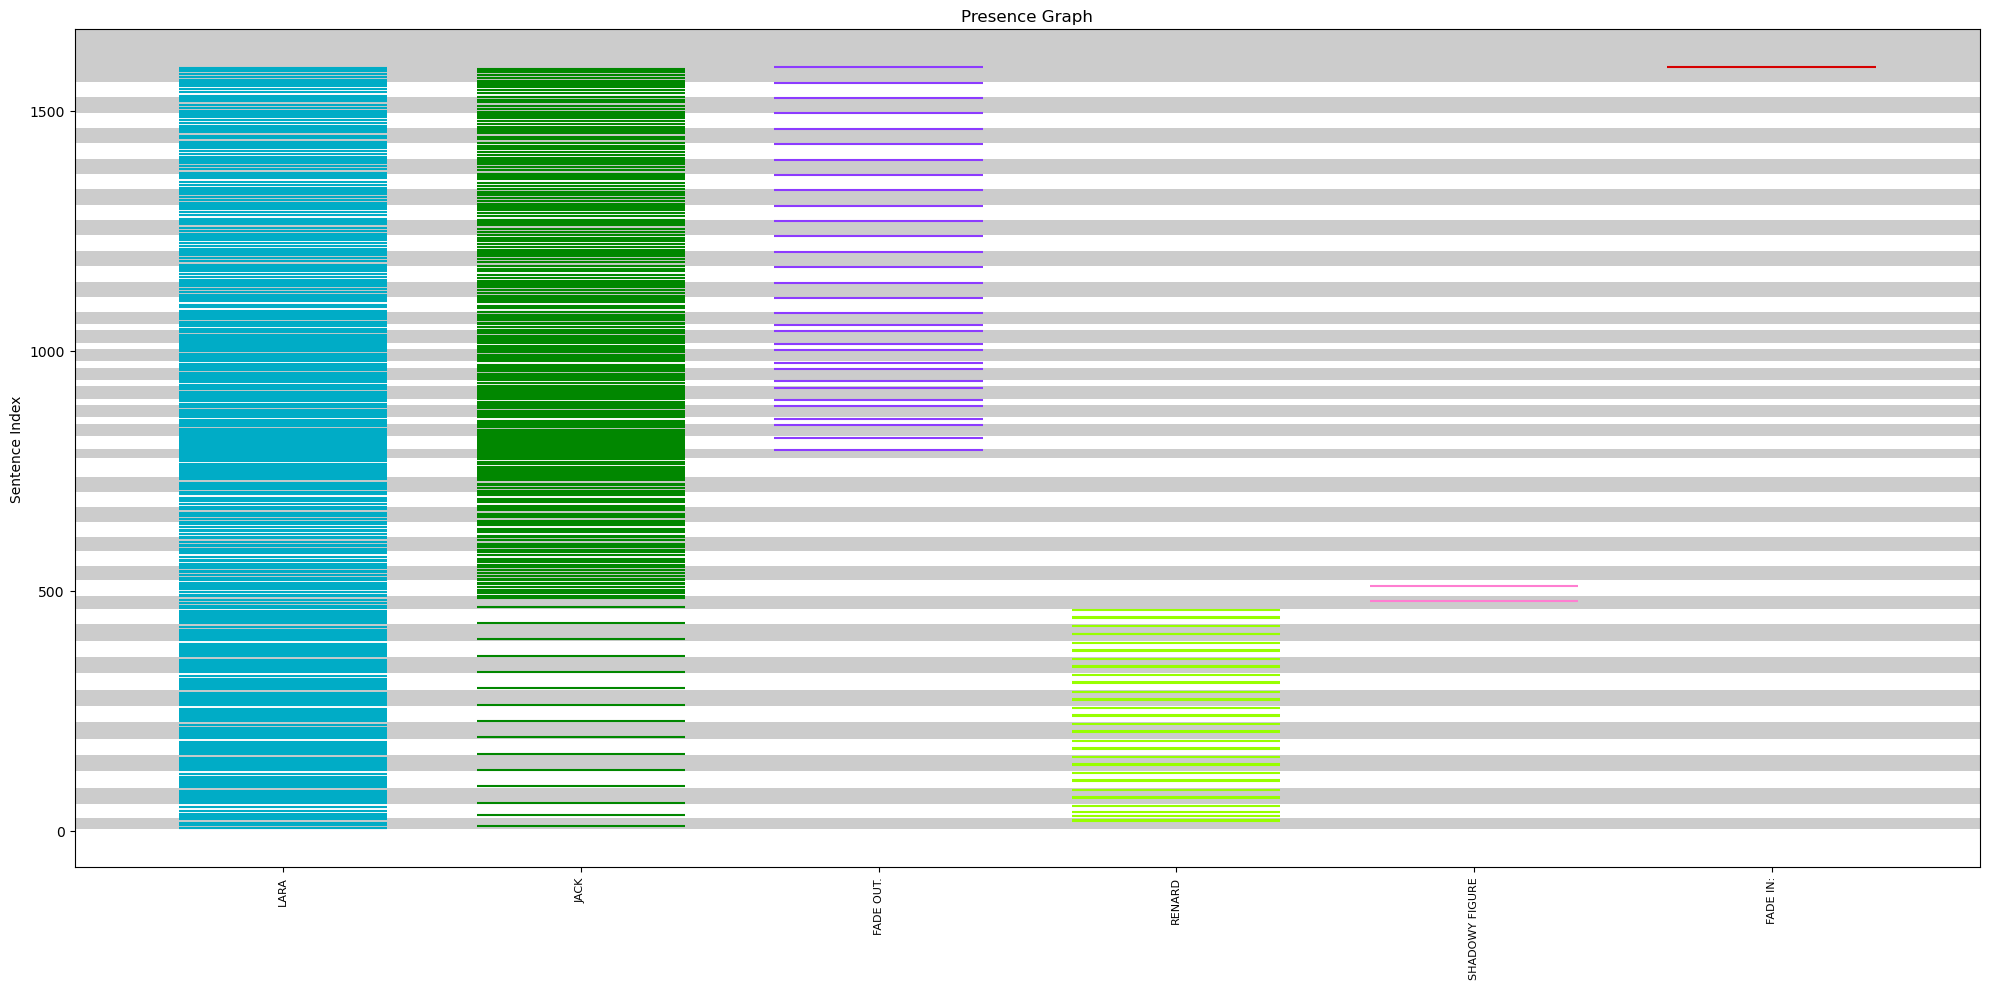 Presence Graph
1500
1000
500
0
Sentence Index
LARA
JACK
FADE OUT.
RENARD
SHADOWY FIGURE
FADE IN: